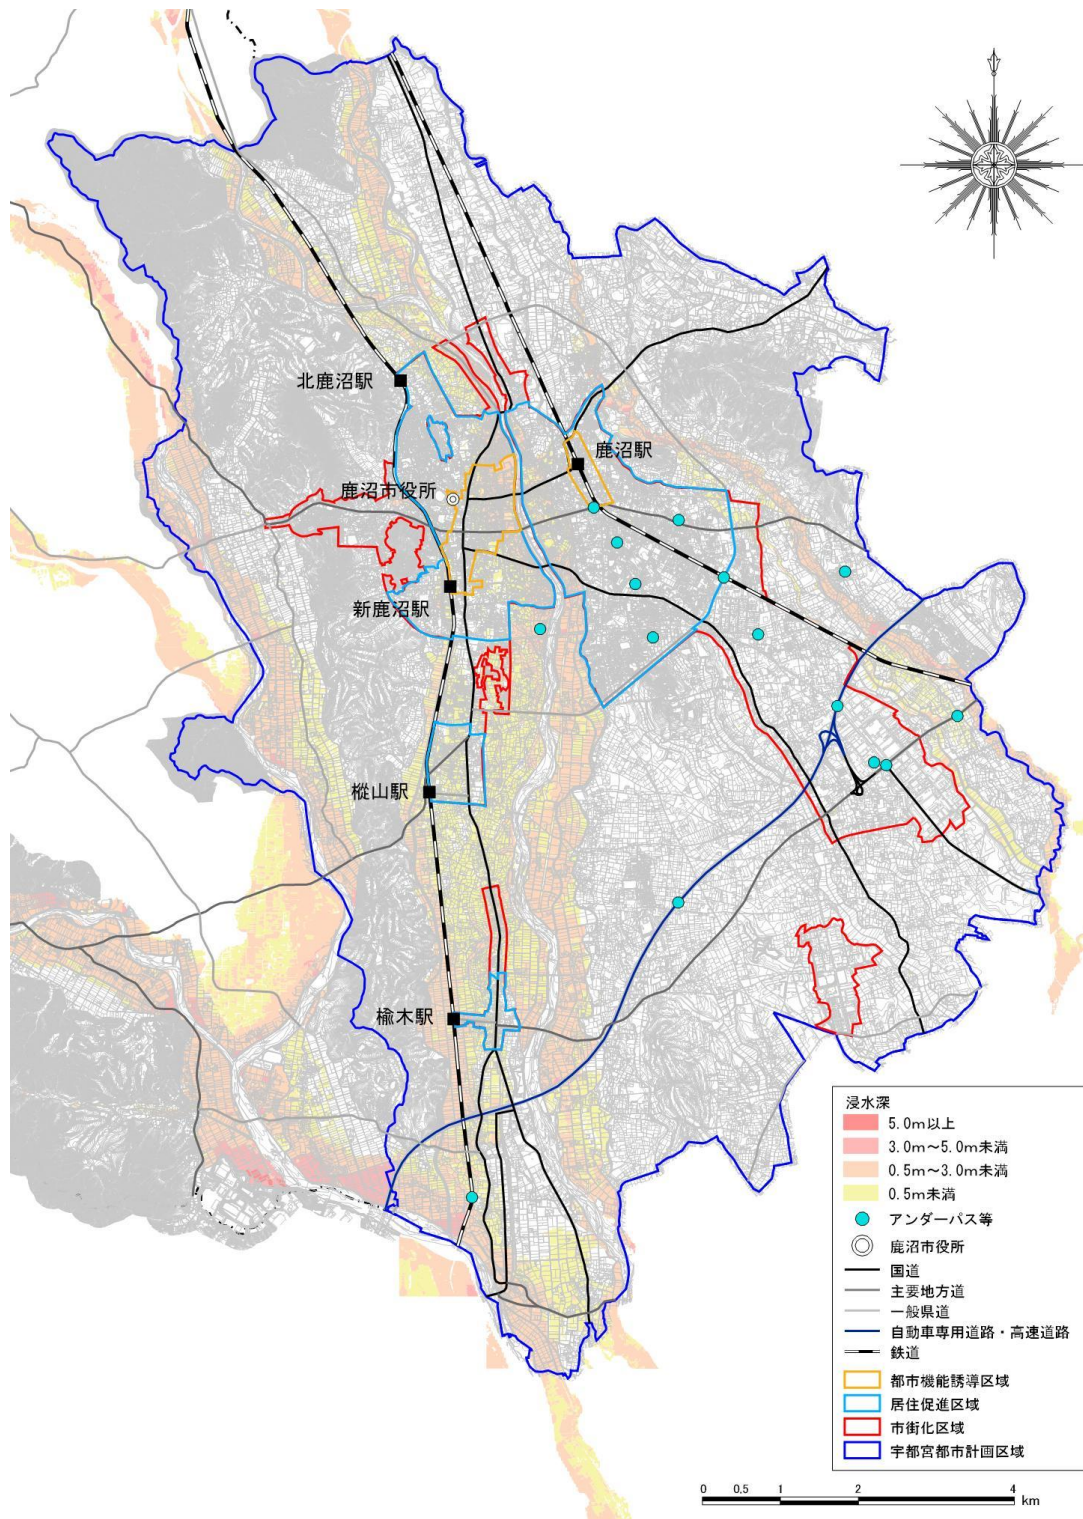 北鹿沼駅
鹿沼駅
鹿沼市役所
新鹿沼駅
樅山駅
楡木駅
浸水深
5.0m以上
3.0m～5.0m未満
0.5m～3.0m未満
0.5m未満
アンダーパス等
鹿沼市役所
国道
主要地方道
一般県道
自動車専用道路・高速道路
鉄道
都市機能誘導区域
居住促進区域
市街化区域
宇都宮都市計画区域
0 0.5 1 2 4
km